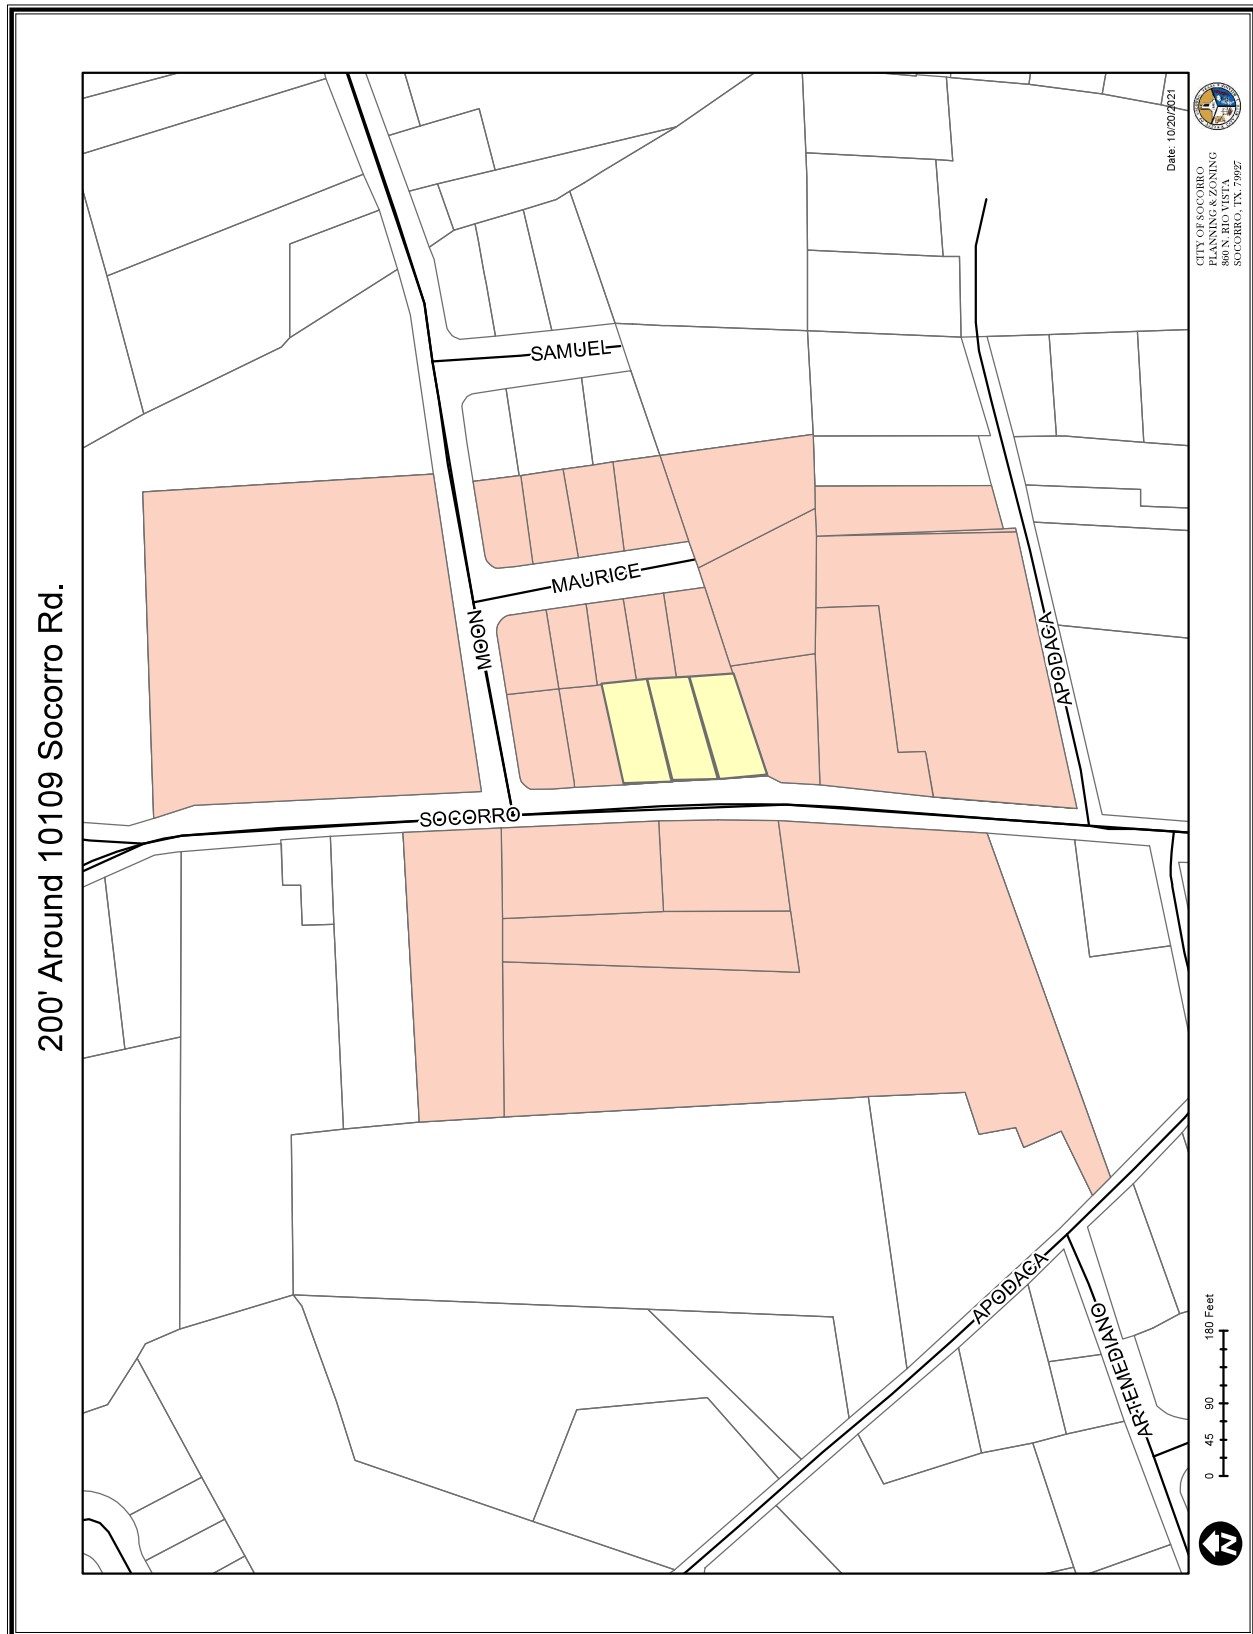 200' Around 10109 Socorro Rd.
SAMUEL
MAURICE
MOON
SOCORRO
APODACA
APODACA
ARTEMEDIANO
Date: 10/20/2021
CITY OF SOCORRO
PLANNING & ZONING
860 N. RIO VISTA
SOCORRO, TX. 79927
0 45 90 180 Feet
N